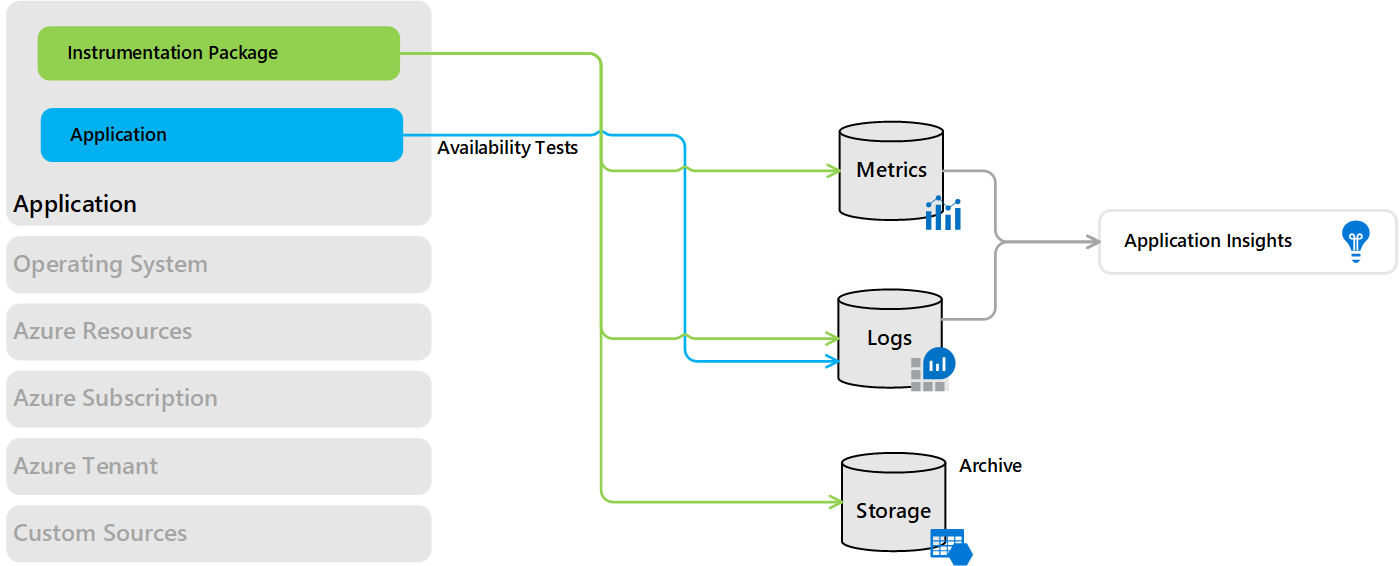 Instrumentation Package
Application
Availability Tests
Application
Operating System
Azure Resources
Azure Subscription
Azure Tenant
Custom Sources
Metrics
Logs
Storage
Archive
Application Insights